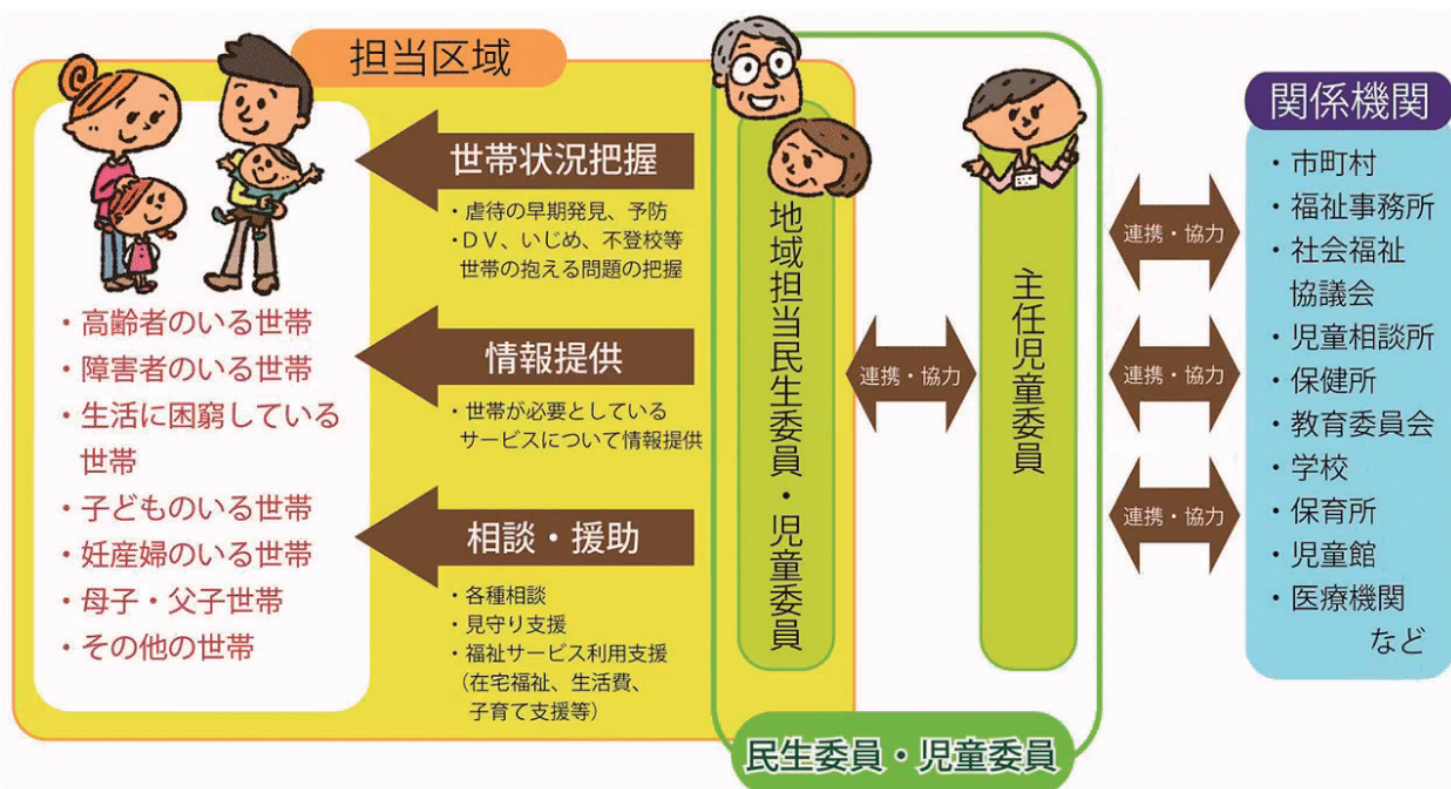 担当区域
・高齢者のいる世帯
・障害者のいる世帯
・生活に困窮している
世帯
・子どものいる世帯
・妊産婦のいる世帯
・母子・父子世帯
・その他の世帯
世帯状況把握
・虐待の早期発見、予防
・ＤＶ、いじめ、不登校等
世帯の抱える問題の把握
情報提供
・世帯が必要としている
サービスについて情報提供
相談・援助
・各種相談
・見守り支援
・福祉サービス利用支援
（在宅福祉、生活費、
子育て支援等）
地域担当民生委員・児童委員
連携・協力
主任児童委員
民生委員・児童委員
連携・協力
連携・協力
連携・協力
関係機関
・市町村
・福祉事務所
・社会福祉
協議会
・児童相談所
・保健所
・教育委員会
・学校
・保育所
・児童館
・医療機関
など